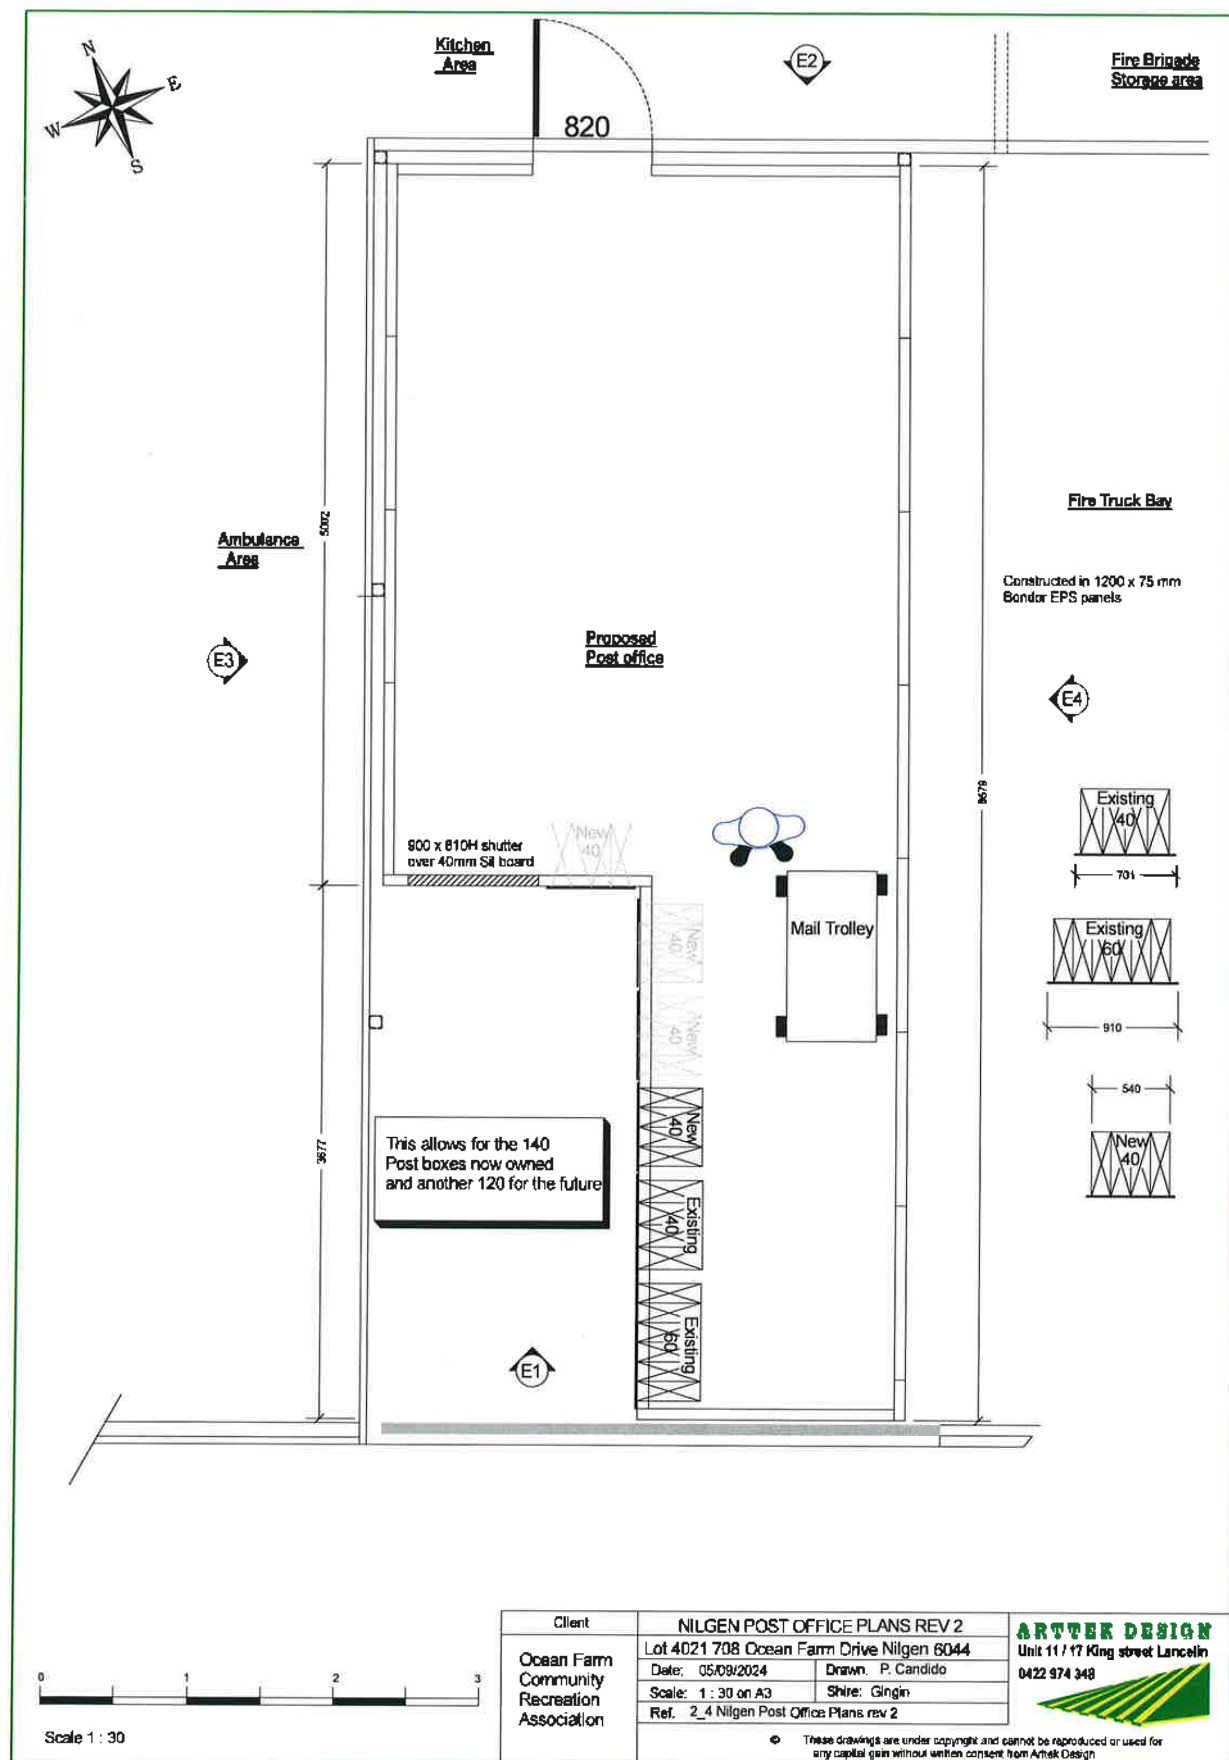 N
E
W
S
Kitchen
Area
E2
Fire Brigade
Storage area
820
5002
Ambulance
Area
Fire Truck Bay
Constructed in 1200 x 75 mm
Bondor EPS panels
Proposed
Post office
E3
E4
8679
900 x 810H shutter
over 40mm Sil board
New
40
Existing
40
701
Mail Trolley
New
40
Existing
60
910
New
40
540
New
40
New
40
This allows for the 140
Post boxes now owned
and another 120 for the future
3677
Existing
40
Existing
60
E1
0 1 2 3
Scale 1 : 30
Client
Ocean Farm
Community
Recreation
Association
NILGEN POST OFFICE PLANS REV 2
Lot 4021 708 Ocean Farm Drive Nilgen 6044
Date: 05/09/2024
Drawn. P. Candido
Scale: 1 : 30 on A3
Shire: Gingin
Ref. 2_4 Nilgen Post Office Plans rev 2
ARTTEK DESIGN
Unit 11 / 17 King street Lancelin
0422 974 348
© These drawings are under copyright and cannot be reproduced or used for
any capital gain without written consent from Arttek Design